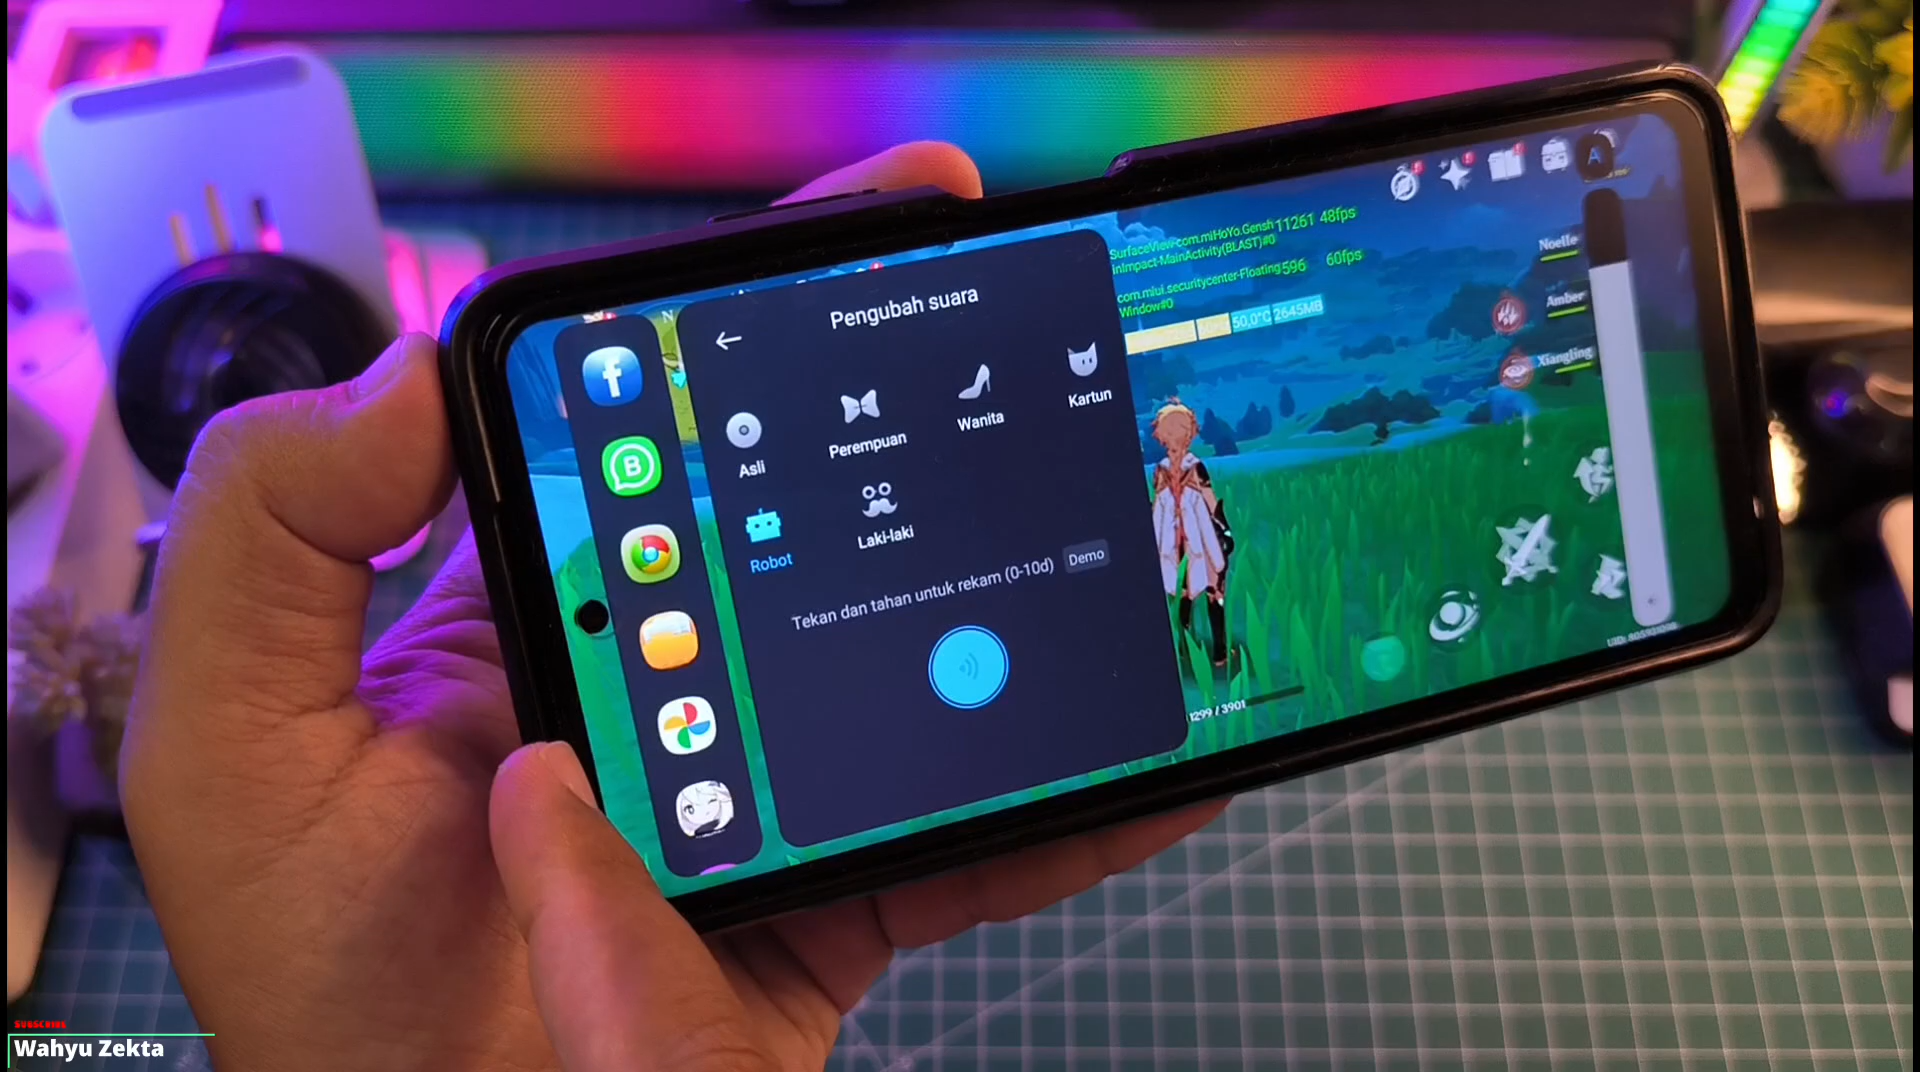 Pengubah suara
Asli
Perempuan
Wanita
Kartun
Robot
Laki-laki
Tekan dan tahan untuk rekam (0-10d)
Demo
N
B
SurfaceView-com.miHoYo.Gensh 11261 48fps
inImpact-MainActivity(BLAST)#0
com.miui.securitycenter-Floating 596 60fps
Window#0
50,0°C 2645MB
A
Noelle
Amber
Xiangling
1299 / 3901
SUBSCRIBE
Wahyu Zekta